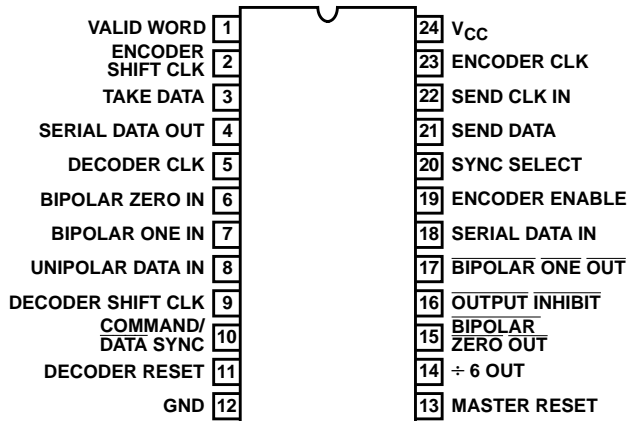 VALID WORD 1
ENCODER
SHIFT CLK 2
TAKE DATA 3
SERIAL DATA OUT 4
DECODER CLK 5
BIPOLAR ZERO IN 6
BIPOLAR ONE IN 7
UNIPOLAR DATA IN 8
DECODER SHIFT CLK 9
COMMAND/
DATA SYNC 10
DECODER RESET 11
GND 12
24 VCC
23 ENCODER CLK
22 SEND CLK IN
21 SEND DATA
20 SYNC SELECT
19 ENCODER ENABLE
18 SERIAL DATA IN
17 BIPOLAR ONE OUT
16 OUTPUT INHIBIT
15 BIPOLAR
ZERO OUT
14 ÷ 6 OUT
13 MASTER RESET